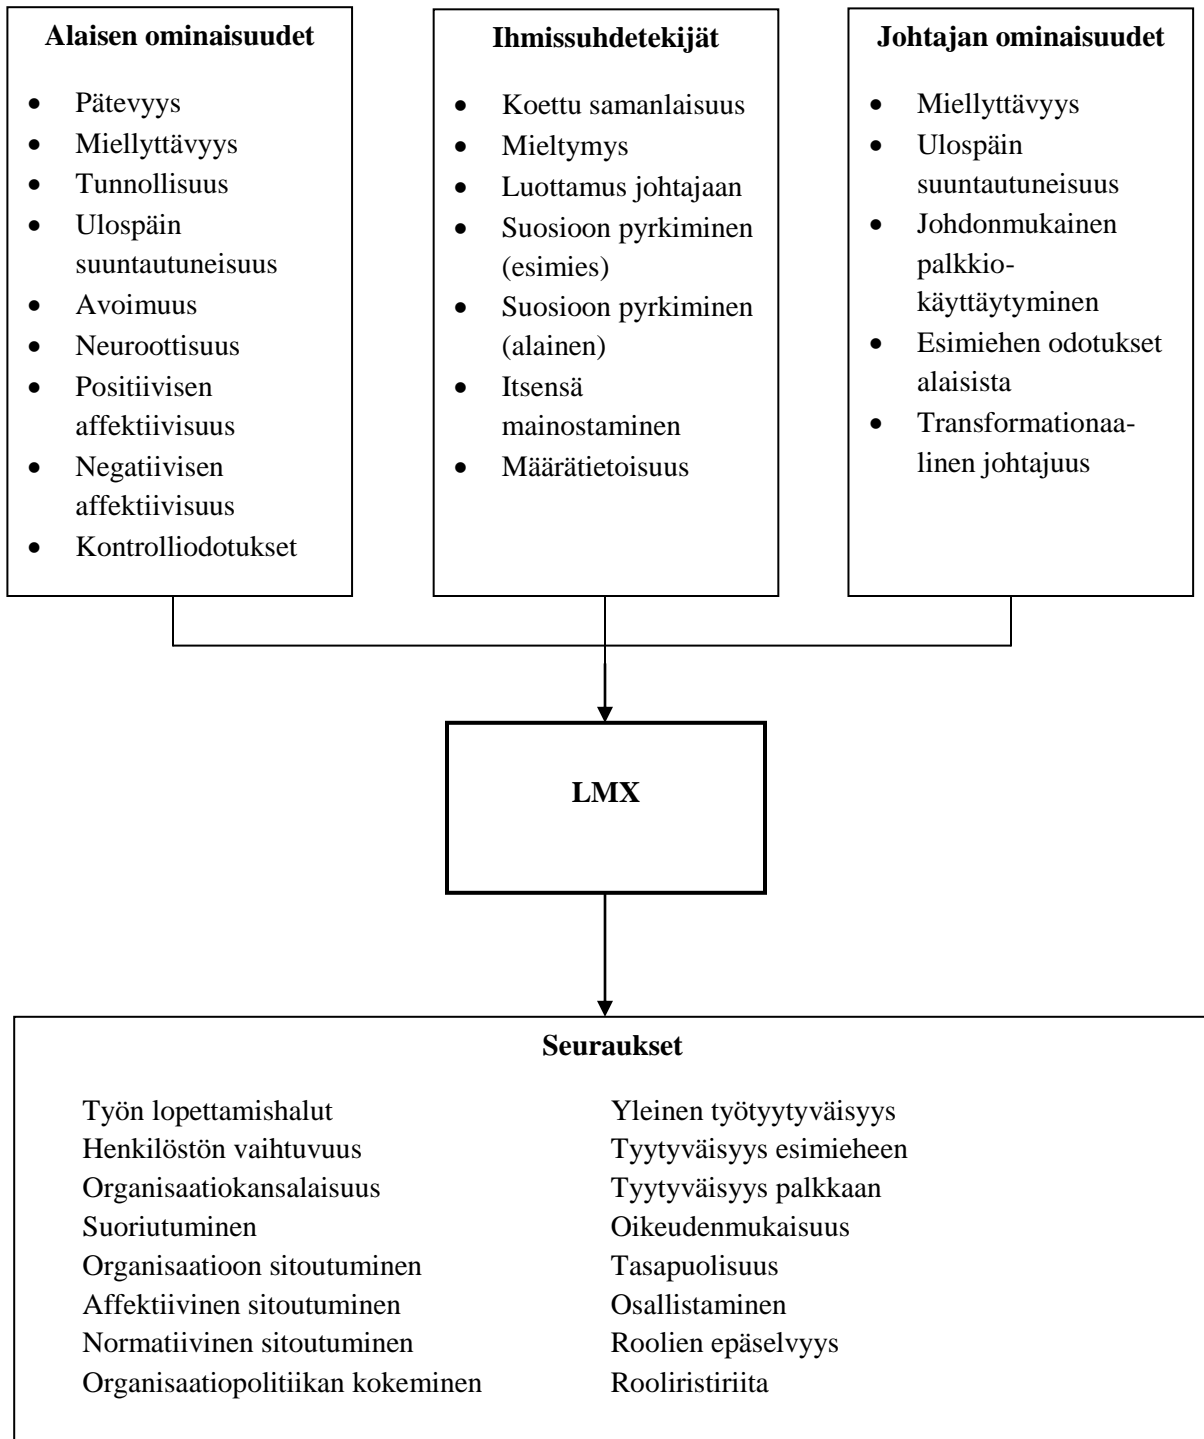 Alaisen ominaisuudet
• Pätevyys
• Miellyttävyys
• Tunnollisuus
• Ulospäin
suuntautuneisuus
• Avoimuus
• Neuroottisuus
• Positiivisen
affektiivisuus
• Negatiivisen
affektiivisuus
• Kontrolliodotukset
Ihmissuhdetekijät
• Koettu samanlaisuus
• Mieltymys
• Luottamus johtajaan
• Suosioon pyrkiminen
(esimies)
• Suosioon pyrkiminen
(alainen)
• Itsensä
mainostaminen
• Määrätietoisuus
Johtajan ominaisuudet
• Miellyttävyys
• Ulospäin
suuntautuneisuus
• Johdonmukainen
palkkio-
käyttäytyminen
• Esimiehen odotukset
alaisista
• Transformationaa-
linen johtajuus
LMX
Seuraukset
Työn lopettamishalut
Henkilöstön vaihtuvuus
Organisaatiokansalaisuus
Suoriutuminen
Organisaatioon sitoutuminen
Affektiivinen sitoutuminen
Normatiivinen sitoutuminen
Organisaatiopolitiikan kokeminen
Yleinen työtyytyväisyys
Tyytyväisyys esimieheen
Tyytyväisyys palkkaan
Oikeudenmukaisuus
Tasapuolisuus
Osallistaminen
Roolien epäselvyys
Rooliristiriita